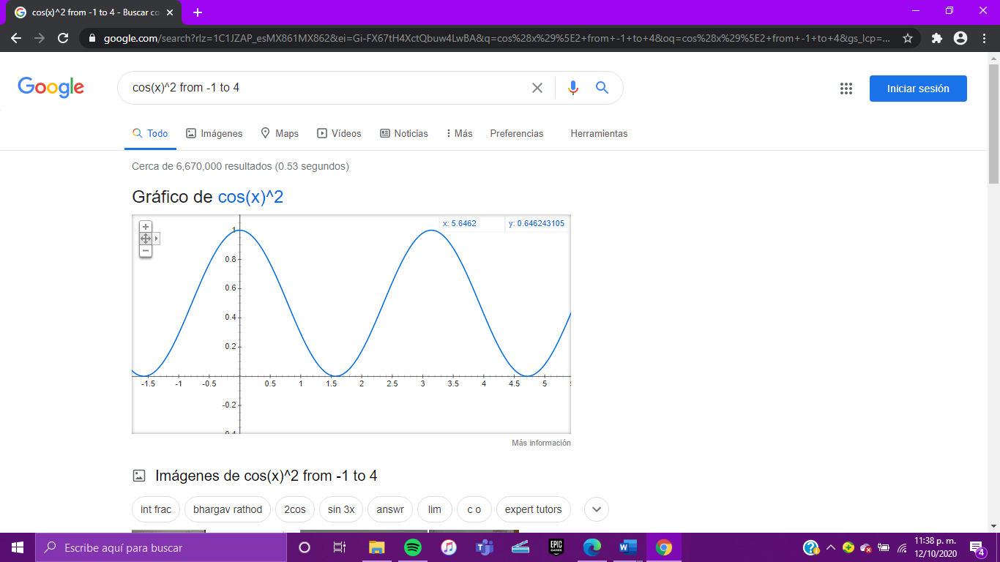 cos(x)^2 from -1 to 4 - Buscar co
google.com/search?rlz=1C1JZAP_esMX861MX862&ei=Gi-FX67tH4XctQbuw4LwBA&q=cos%28x%29%5E2+from+-1+to+4&oq=cos%28x%29%5E2+from+-1+to+4&gs_lcp=...
Google
cos(x)^2 from -1 to 4
Iniciar sesión
Todo Imágenes Maps Vídeos Noticias Más Preferencias Herramientas
Cerca de 6,670,000 resultados (0.53 segundos)
Gráfico de cos(x)^2
x: 5.6462 y: 0.646243105
1
0.8
0.6
0.4
0.2
-1.5 -1 -0.5 0.5 1 1.5 2 2.5 3 3.5 4 4.5 5
-0.2
Más información
Imágenes de cos(x)^2 from -1 to 4
int frac bhargav rathod 2cos sin 3x answr lim c o expert tutors
Escribe aquí para buscar
EPIC GAMES
11:38 p. m.
12/10/2020
4